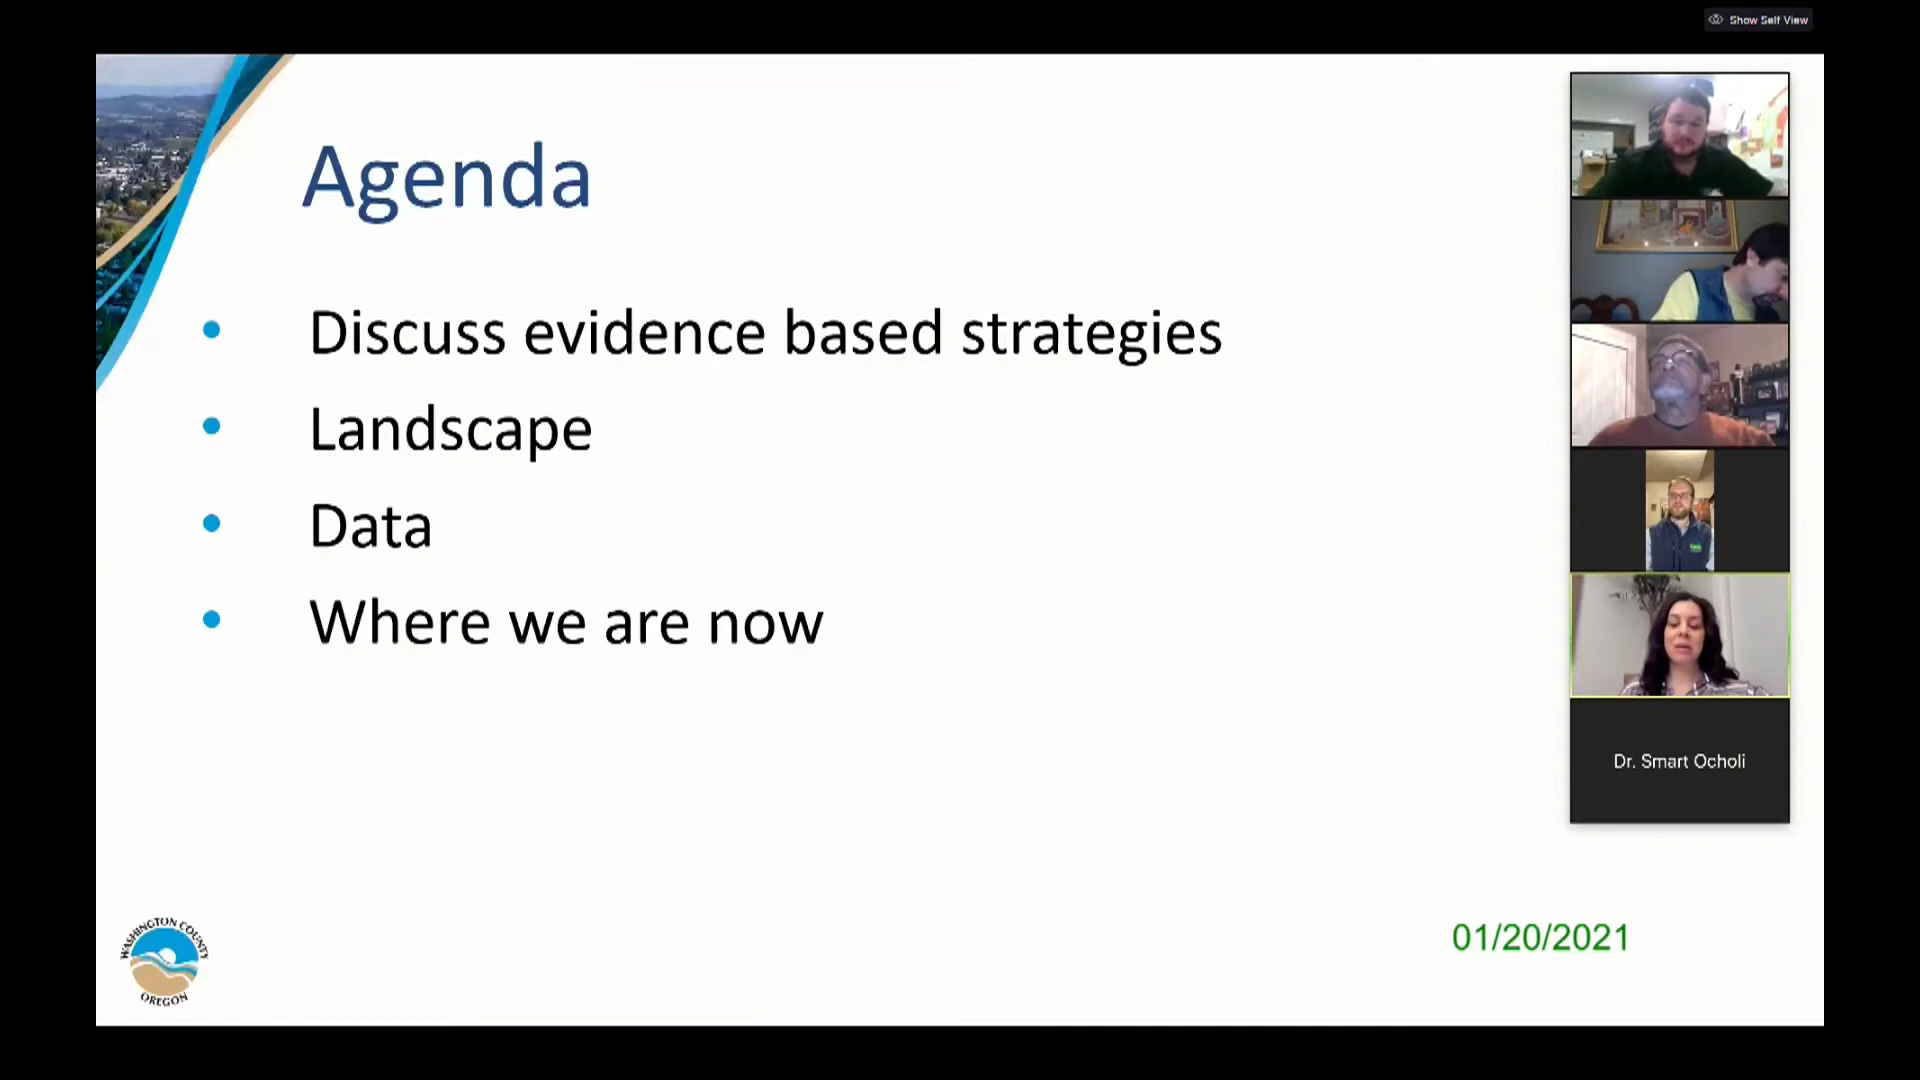 Show Self View
Agenda
• Discuss evidence based strategies
• Landscape
• Data
• Where we are now
Dr. Smart Ocholi
WASHINGTON COUNTY
OREGON
01/20/2021